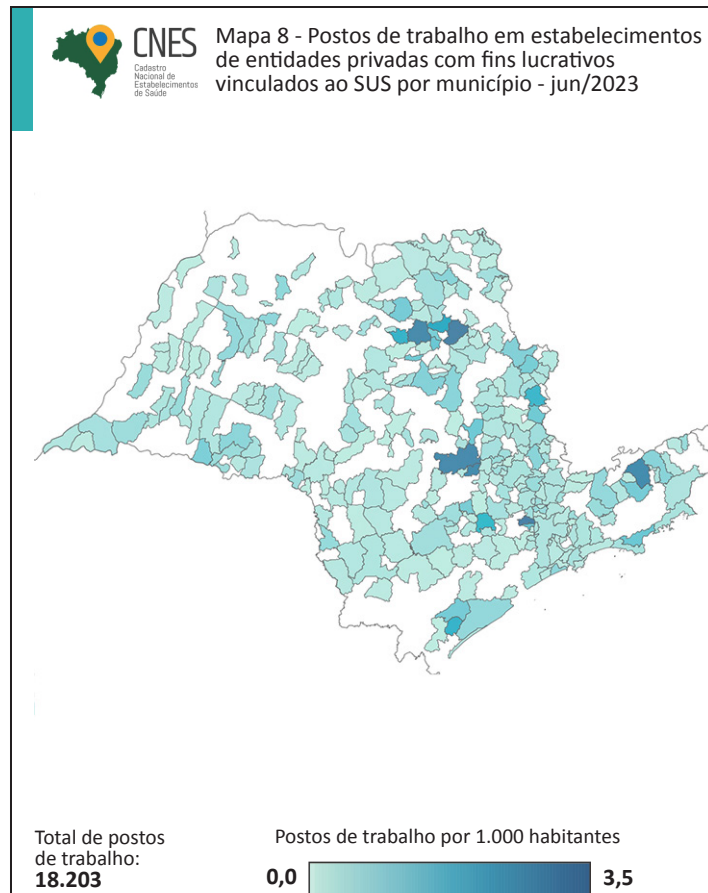 CNES
Cadastro
Nacional de
Estabelecimentos
de Saúde
Mapa 8 - Postos de trabalho em estabelecimentos
de entidades privadas com fins lucrativos
vinculados ao SUS por município - jun/2023
Total de postos
de trabalho:
18.203
Postos de trabalho por 1.000 habitantes
0,0
3,5